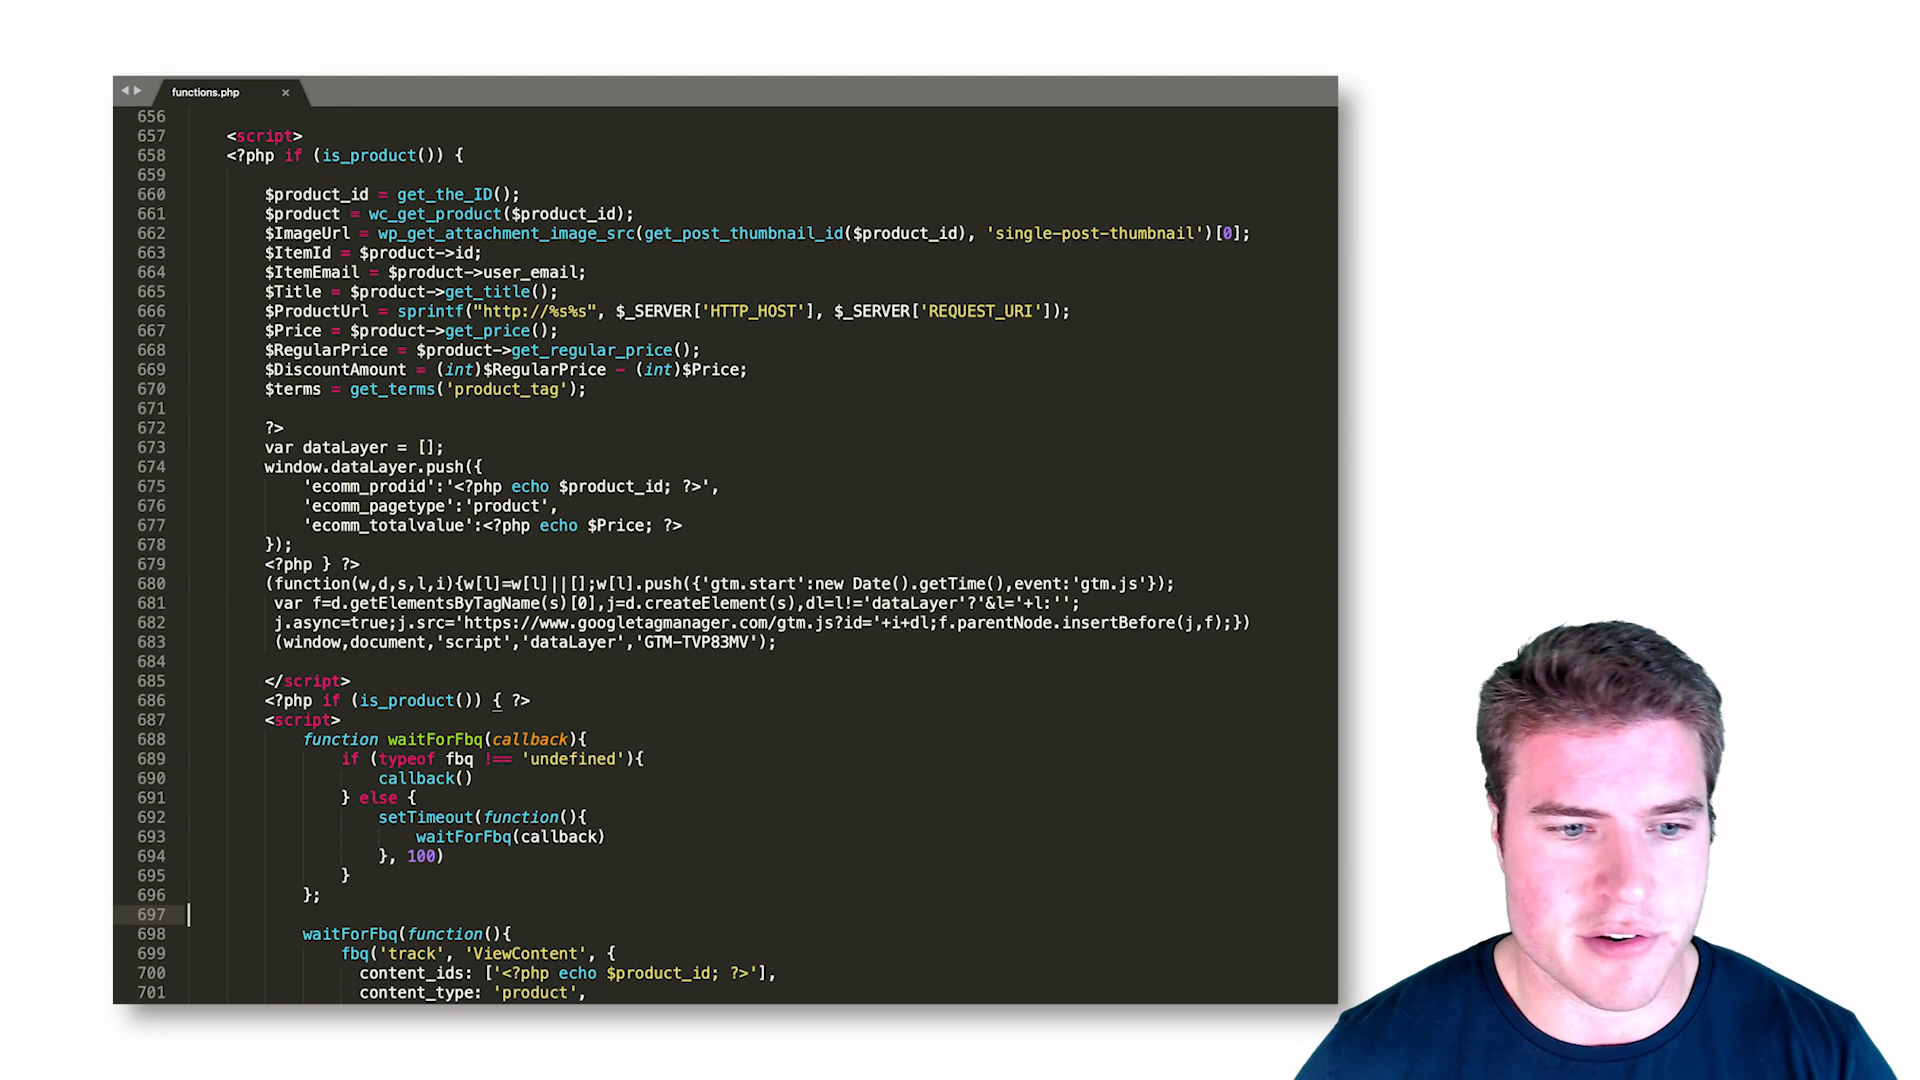 functions.php ×
656
657 <script>
658 <?php if (is_product()) {
659
660 $product_id = get_the_ID();
661 $product = wc_get_product($product_id);
662 $ImageUrl = wp_get_attachment_image_src(get_post_thumbnail_id($product_id), 'single-post-thumbnail')[0];
663 $ItemId = $product->id;
664 $ItemEmail = $product->user_email;
665 $Title = $product->get_title();
666 $ProductUrl = sprintf("http://%s%s", $_SERVER['HTTP_HOST'], $_SERVER['REQUEST_URI']);
667 $Price = $product->get_price();
668 $RegularPrice = $product->get_regular_price();
669 $DiscountAmount = (int)$RegularPrice - (int)$Price;
670 $terms = get_terms('product_tag');
671
672 ?>
673 var dataLayer = [];
674 window.dataLayer.push({
675 'ecomm_prodid':'<?php echo $product_id; ?>',
676 'ecomm_pagetype':'product',
677 'ecomm_totalvalue':<?php echo $Price; ?>
678 });
679 <?php } ?>
680 (function(w,d,s,l,i){w[l]=w[l]||[];w[l].push({'gtm.start':new Date().getTime(),event:'gtm.js'});
681 var f=d.getElementsByTagName(s)[0],j=d.createElement(s),dl=l!='dataLayer'?'&l='+l:'';
682 j.async=true;j.src='https://www.googletagmanager.com/gtm.js?id='+i+dl;f.parentNode.insertBefore(j,f);})
683 (window,document,'script','dataLayer','GTM-TVP83MV');
684
685 </script>
686 <?php if (is_product()) { ?>
687 <script>
688 function waitForFbq(callback){
689 if (typeof fbq !== 'undefined'){
690 callback()
691 } else {
692 setTimeout(function(){
693 waitForFbq(callback)
694 }, 100)
695 }
696 };
697
698 waitForFbq(function(){
699 fbq('track', 'ViewContent', {
700 content_ids: ['<?php echo $product_id; ?>'],
701 content_type: 'product',